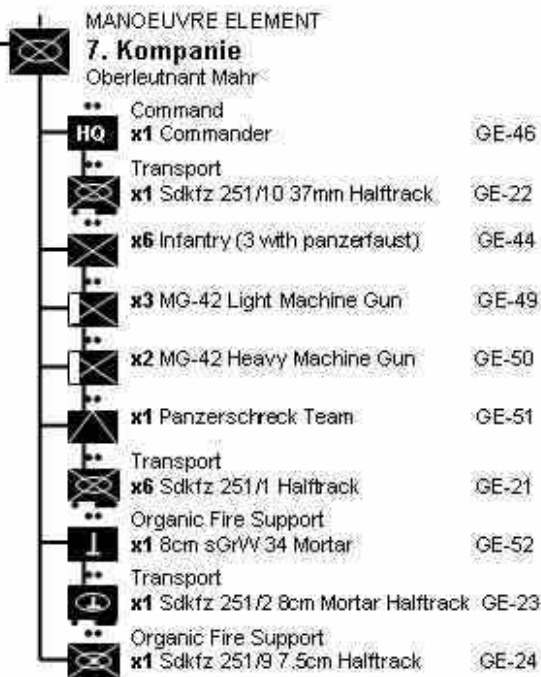 MANOEUVRE ELEMENT
7. Kompanie
Oberleutnant Mahr
Command
HQ x1 Commander GE-46
Transport
x1 Sdkfz 251/10 37mm Halftrack GE-22
x6 Infantry (3 with panzerfaust) GE-44
x3 MG-42 Light Machine Gun GE-49
x2 MG-42 Heavy Machine Gun GE-50
x1 Panzerschreck Team GE-51
Transport
x6 Sdkfz 251/1 Halftrack GE-21
Organic Fire Support
x1 8cm sGrW 34 Mortar GE-52
Transport
x1 Sdkfz 251/2 8cm Mortar Halftrack GE-23
Organic Fire Support
x1 Sdkfz 251/9 7.5cm Halftrack GE-24